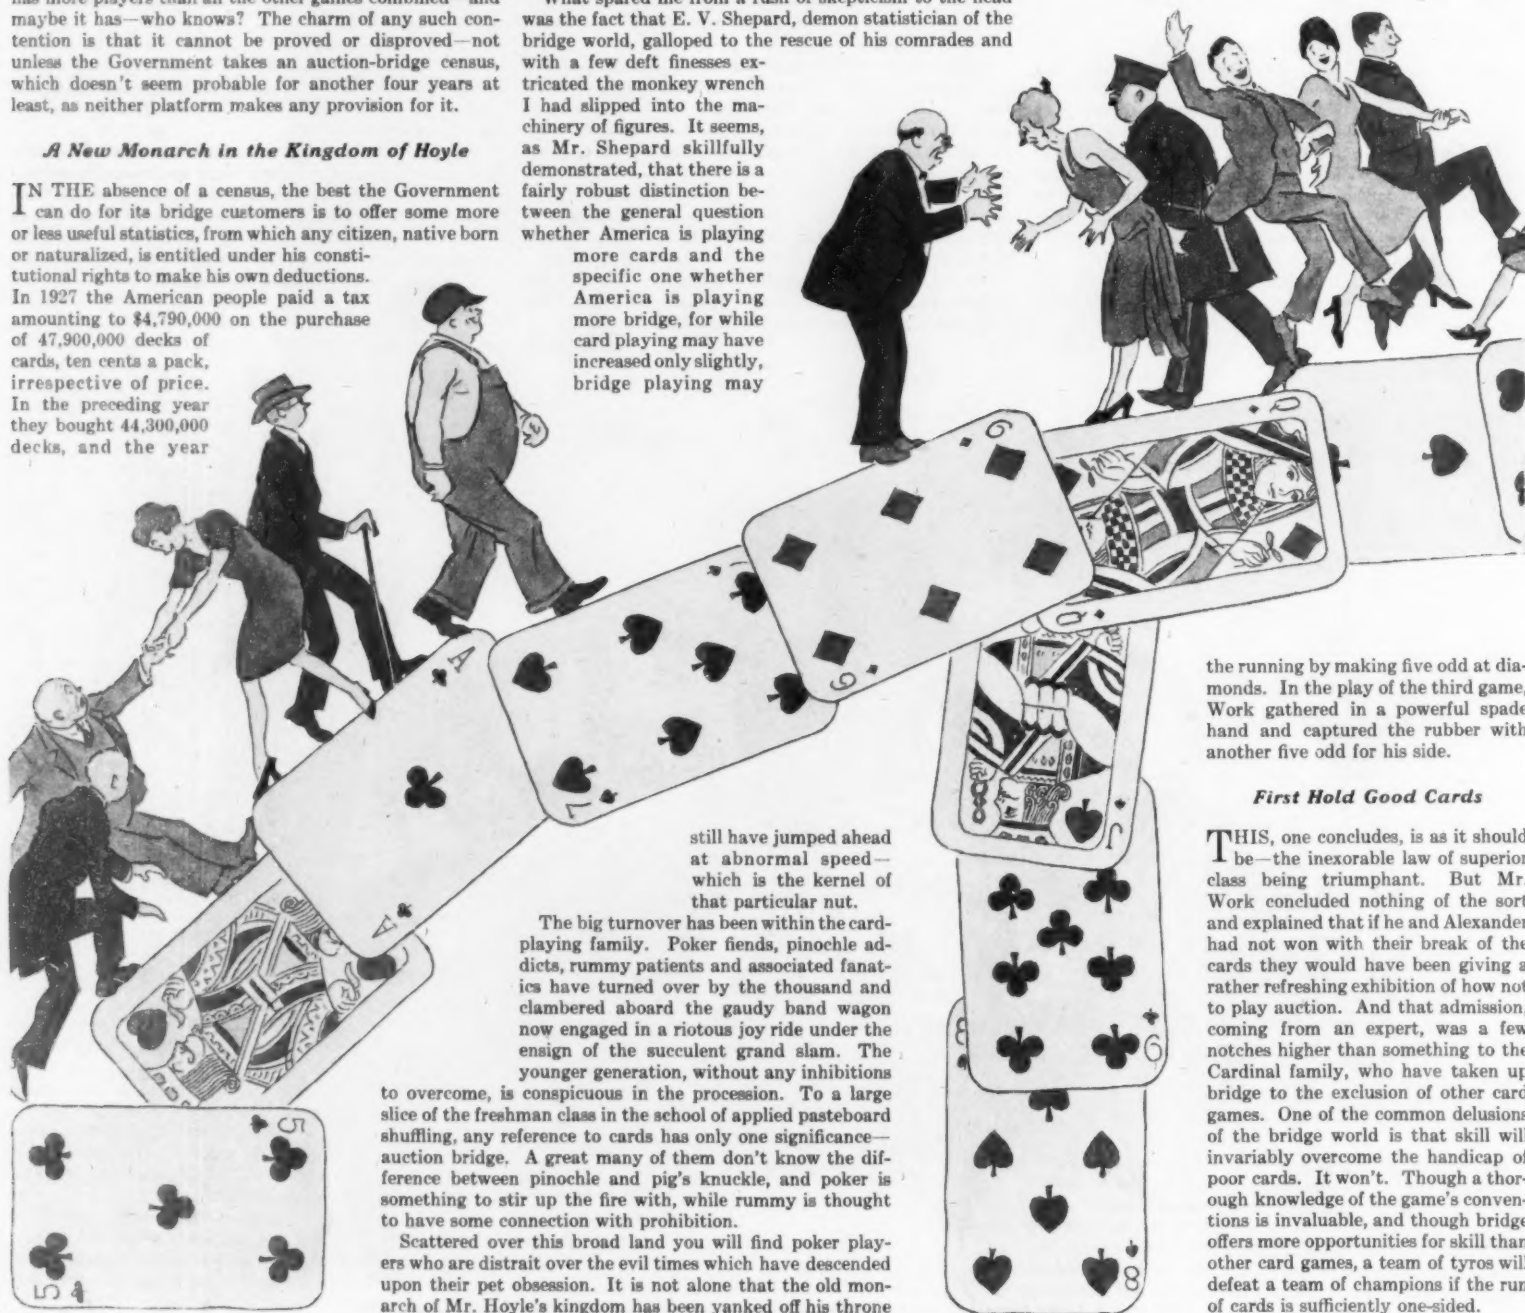 has more players than all the other games combined—and
maybe it has—who knows? The charm of any such con-
tention is that it cannot be proved or disproved—not
unless the Government takes an auction-bridge census,
which doesn't seem probable for another four years at
least, as neither platform makes any provision for it.
A New Monarch in the Kingdom of Hoyle
IN THE absence of a census, the best the Government
can do for its bridge customers is to offer some more
or less useful statistics, from which any citizen, native born
or naturalized, is entitled under his consti-
tutional rights to make his own deductions.
In 1927 the American people paid a tax
amounting to $4,790,000 on the purchase
of 47,900,000 decks of
cards, ten cents a pack,
irrespective of price.
In the preceding year
they bought 44,300,000
decks, and the year
What spared me from a rush of skepticism to the head
was the fact that E. V. Shepard, demon statistician of the
bridge world, galloped to the rescue of his comrades and
with a few deft finesses ex-
tricated the monkey wrench
I had slipped into the ma-
chinery of figures. It seems,
as Mr. Shepard skillfully
demonstrated, that there is a
fairly robust distinction be-
tween the general question
whether America is playing
more cards and the
specific one whether
America is playing
more bridge, for while
card playing may have
increased only slightly,
bridge playing may
still have jumped ahead
at abnormal speed—
which is the kernel of
that particular nut.
The big turnover has been within the card-
playing family. Poker fiends, pinochle ad-
dicts, rummy patients and associated fanat-
ics have turned over by the thousand and
clambered aboard the gaudy band wagon
now engaged in a riotous joy ride under the
ensign of the succulent grand slam. The
younger generation, without any inhibitions
to overcome, is conspicuous in the procession. To a large
slice of the freshman class in the school of applied pasteboard
shuffling, any reference to cards has only one significance—
auction bridge. A great many of them don't know the dif-
ference between pinochle and pig's knuckle, and poker is
something to stir up the fire with, while rummy is thought
to have some connection with prohibition.
Scattered over this broad land you will find poker play-
ers who are distrait over the evil times which have descended
upon their pet obsession. It is not alone that the old mon-
arch of Mr. Hoyle's kingdom has been yanked off his throne
the running by making five odd at dia-
monds. In the play of the third game,
Work gathered in a powerful spade
hand and captured the rubber with
another five odd for his side.
First Hold Good Cards
THIS, one concludes, is as it should
be—the inexorable law of superior
class being triumphant. But Mr.
Work concluded nothing of the sort
and explained that if he and Alexander
had not won with their break of the
cards they would have been giving a
rather refreshing exhibition of how not
to play auction. And that admission,
coming from an expert, was a few
notches higher than something to the
Cardinal family, who have taken up
bridge to the exclusion of other card
games. One of the common delusions
of the bridge world is that skill will
invariably overcome the handicap of
poor cards. It won't. Though a thor-
ough knowledge of the game's conven-
tions is invaluable, and though bridge
offers more opportunities for skill than
other card games, a team of tyros will
defeat a team of champions if the run
of cards is sufficiently one-sided.
5
5
A
A
7
6
6
Q
Q
J
9
8
8